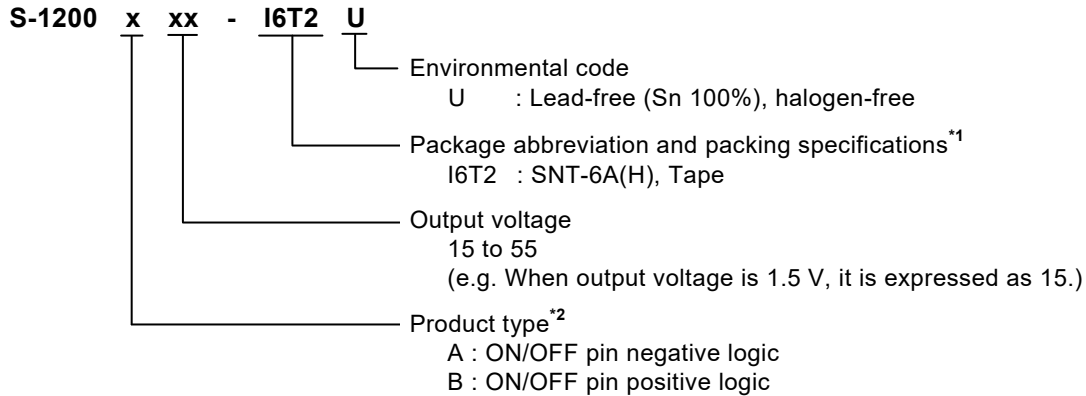 S-1200 x xx - I6T2 U
Environmental code
U : Lead-free (Sn 100%), halogen-free
Package abbreviation and packing specifications*1
I6T2 : SNT-6A(H), Tape
Output voltage
15 to 55
(e.g. When output voltage is 1.5 V, it is expressed as 15.)
Product type*2
A : ON/OFF pin negative logic
B : ON/OFF pin positive logic